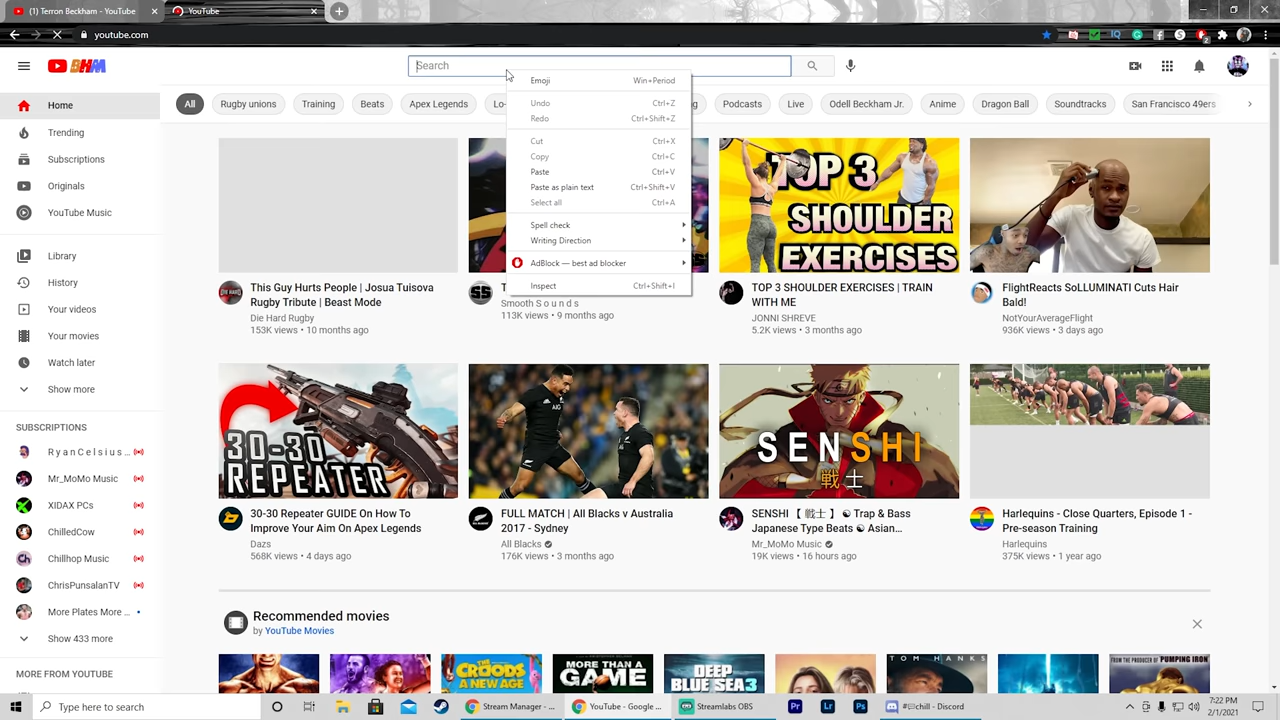 (1) Terron Beckham - YouTube
YouTube
youtube.com
BHM
Search
Home
Trending
Subscriptions
Originals
YouTube Music
Library
History
Your videos
Your movies
Watch later
Show more
SUBSCRIPTIONS
R y a n C e l s i u s ...
Mr_MoMo Music
XIDAX PCs
ChilledCow
Chillhop Music
ChrisPunsalanTV
More Plates More ...
Show 433 more
MORE FROM YOUTUBE
All
Rugby unions
Training
Beats
Apex Legends
Podcasts
Live
Odell Beckham Jr.
Anime
Dragon Ball
Soundtracks
San Francisco 49ers
Emoji Win+Period
Undo Ctrl+Z
Redo Ctrl+Shift+Z
Cut Ctrl+X
Copy Ctrl+C
Paste Ctrl+V
Paste as plain text Ctrl+Shift+V
Select all Ctrl+A
Spell check
Writing Direction
AdBlock — best ad blocker
Inspect Ctrl+Shift+I
TOP 3
SHOULDER
EXERCISES
This Guy Hurts People | Josua Tuisova
Rugby Tribute | Beast Mode
Die Hard Rugby
153K views • 10 months ago
Smooth S o u n d s
113K views • 9 months ago
TOP 3 SHOULDER EXERCISES | TRAIN
WITH ME
JONNI SHREVE
5.2K views • 3 months ago
FlightReacts SoLLUMINATI Cuts Hair
Bald!
NotYourAverageFlight
936K views • 3 days ago
30-30
REPEATER
SENSHI
戦士
30-30 Repeater GUIDE On How To
Improve Your Aim On Apex Legends
Dazs
568K views • 4 days ago
FULL MATCH | All Blacks v Australia
2017 - Sydney
All Blacks
176K views • 3 months ago
SENSHI 【 戦士 】 ☯ Trap & Bass
Japanese Type Beats ☯ Asian...
Mr_MoMo Music
19K views • 16 hours ago
Harlequins - Close Quarters, Episode 1 -
Pre-season Training
Harlequins
375K views • 1 year ago
Recommended movies
by YouTube Movies
THE CROODS
A NEW AGE
MORE THAN A
GAME
DEEP
BLUE SEA 3
TOM HANKS
FROM THE PRODUCER OF PUMPING IRON
Type here to search
Stream Manager - ...
YouTube - Google ...
Streamlabs OBS
Pr
Lr
Ps
7:22 PM
2/1/2021